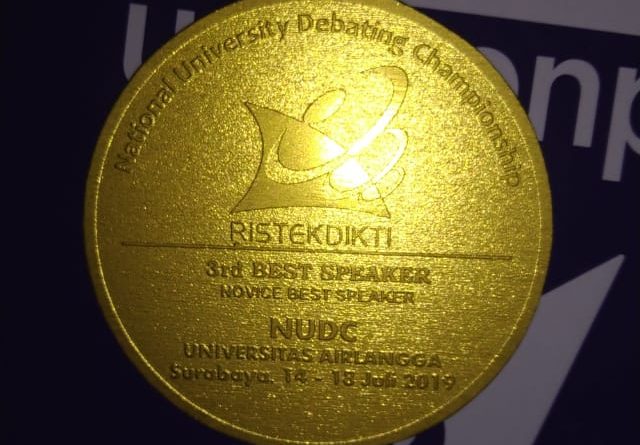 National University Debating Championship
RISTEKDIKTI
3rd BEST SPEAKER
NOVICE BEST SPEAKER
NUDC
UNIVERSITAS AIRLANGGA
Surabaya, 14 - 18 Juli 2019